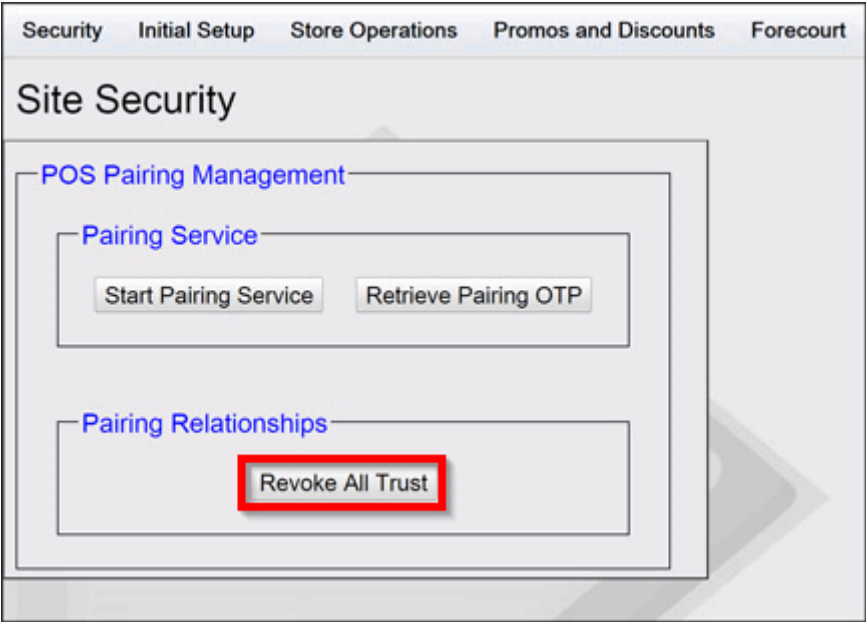 Security Initial Setup Store Operations Promos and Discounts Forecourt
Site Security
POS Pairing Management
Pairing Service
Start Pairing Service Retrieve Pairing OTP
Pairing Relationships
Revoke All Trust